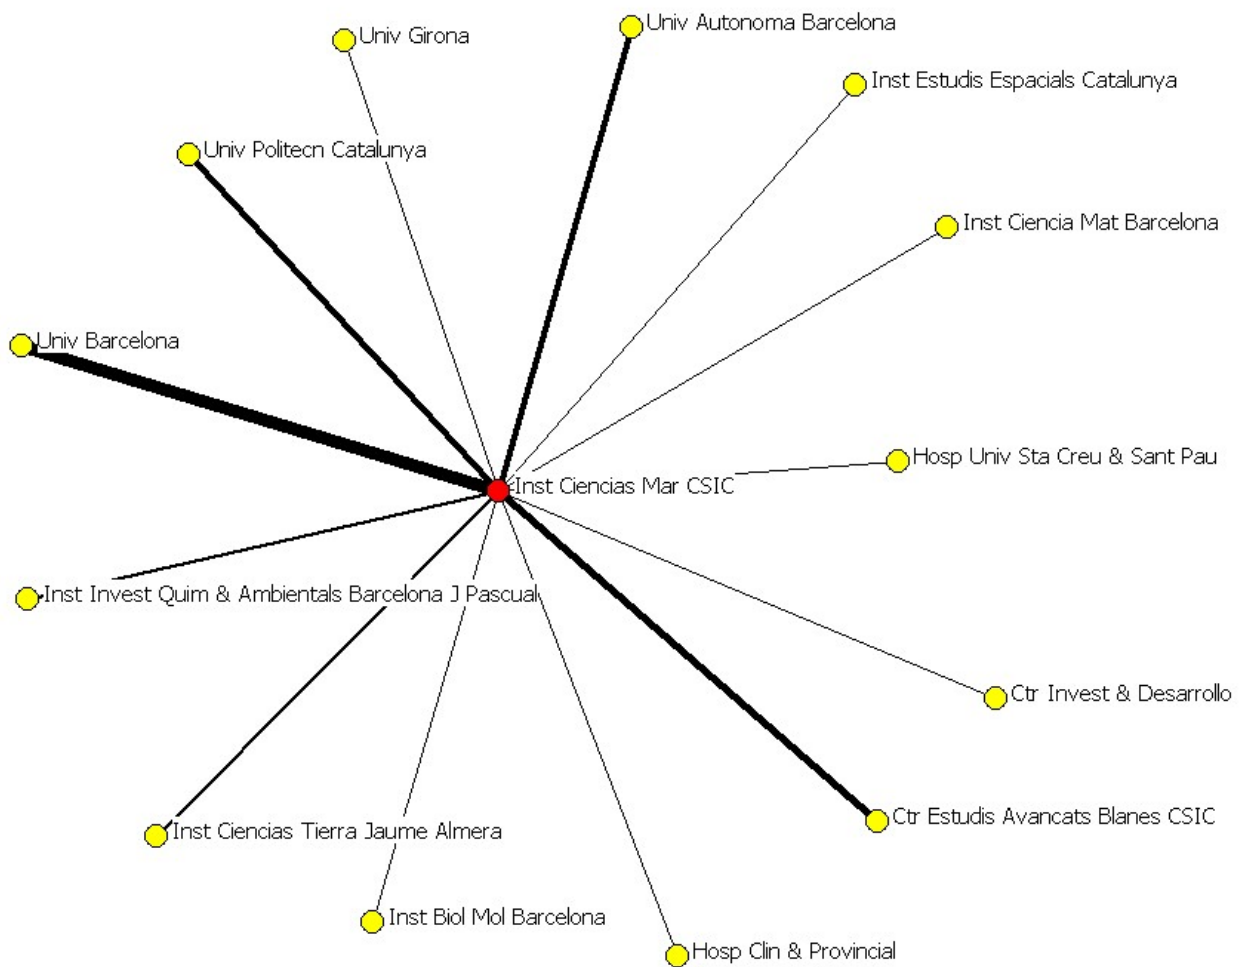 Univ Autonoma Barcelona
Univ Girona
Inst Estudis Espacials Catalunya
Univ Politecn Catalunya
Inst Ciencia Mat Barcelona
Univ Barcelona
Hosp Univ Sta Creu & Sant Pau
Inst Ciencias Mar CSIC
Inst Invest Quim & Ambientals Barcelona J Pascual
Ctr Invest & Desarrollo
Ctr Estudis Avancats Blanes CSIC
Inst Ciencias Tierra Jaume Almera
Inst Biol Mol Barcelona
Hosp Clin & Provincial